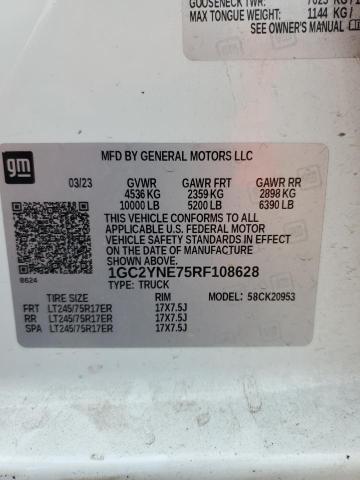 GOOSENECK TWR: 7025 KG /
MAX TONGUE WEIGHT: 1144 KG /
SEE OWNER'S MANUAL
gm
MFD BY GENERAL MOTORS LLC
03/23 GVWR GAWR FRT GAWR RR
4536 KG 2359 KG 2898 KG
10000 LB 5200 LB 6390 LB
THIS VEHICLE CONFORMS TO ALL
APPLICABLE U.S. FEDERAL MOTOR
VEHICLE SAFETY STANDARDS IN
EFFECT ON THE DATE OF MANUFACTURE
SHOWN ABOVE.
1GC2YNE75RF108628
TYPE: TRUCK
8624
TIRE SIZE RIM 58CK20953
FRT LT245/75R17ER 17X7.5J
RR LT245/75R17ER 17X7.5J
SPA LT245/75R17ER 17X7.5J